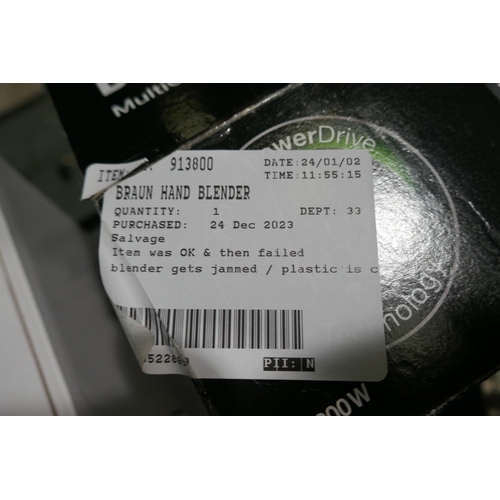 Multi
PowerDrive
ITEM 913800 DATE:24/01/02
TIME:11:55:15
BRAUN HAND BLENDER
QUANTITY: 1 DEPT: 33
PURCHASED: 24 Dec 2023
Salvage
Item was OK & then failed
blender gets jammed / plastic is c
PII: N
Technology
00W